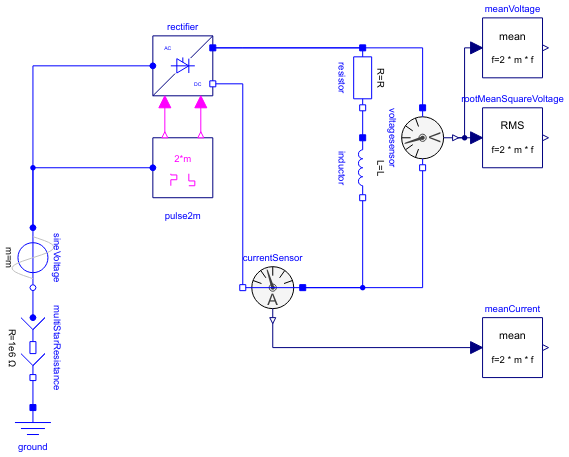 meanVoltage
rectifier
AC
DC
mean
f=2 * m * f
resistor
R=R
voltagesensor
rootMeanSquareVoltage
RMS
f=2 * m * f
2*m
pulse2m
inductor
L=L
sineVoltage
m=m
currentSensor
A
multiStarResistance
R=1e6 Ω
meanCurrent
mean
f=2 * m * f
ground